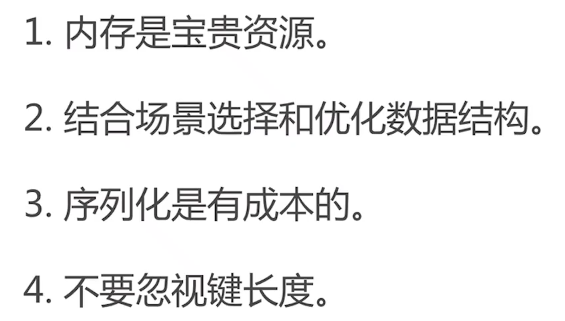 1. 内存是宝贵资源。
2. 结合场景选择和优化数据结构。
3. 序列化是有成本的。
4. 不要忽视键长度。